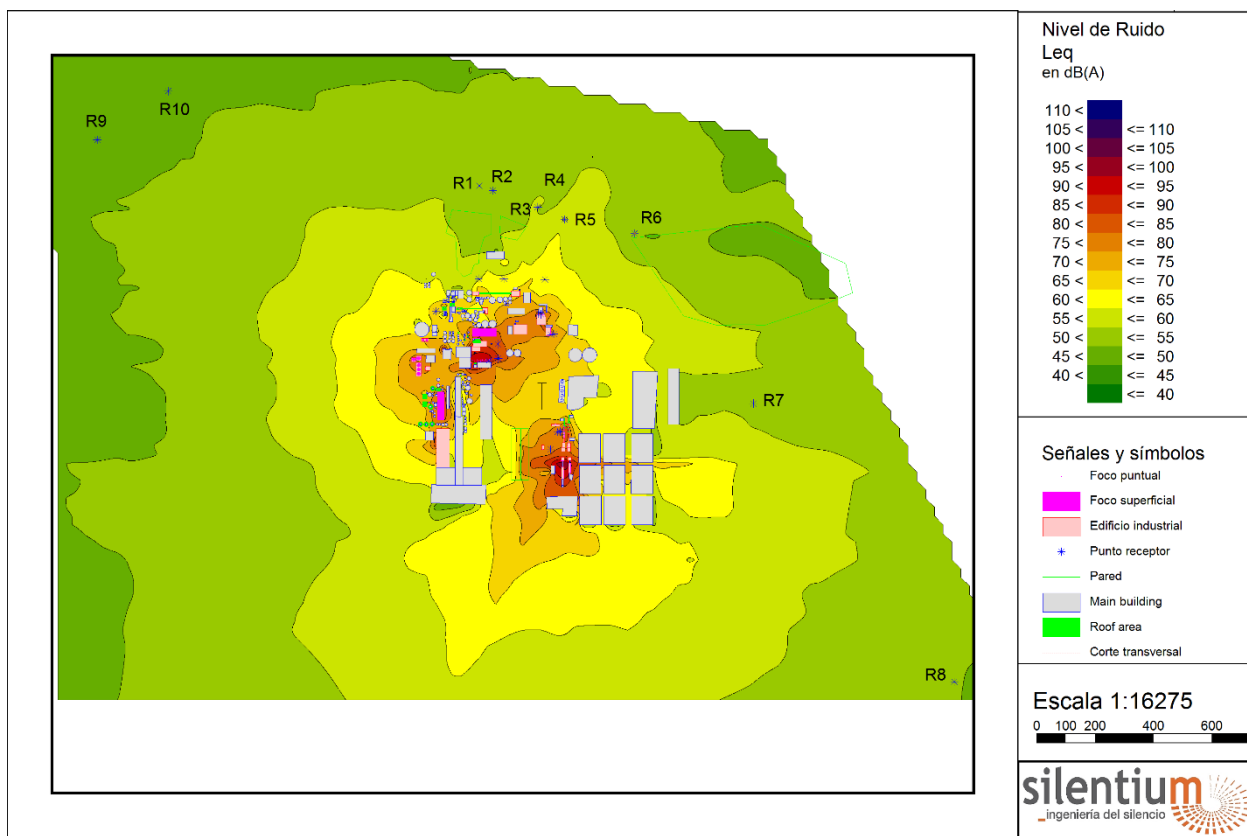 Nivel de Ruido
Leq
en dB(A)
110 <
105 < <= 110
100 < <= 105
95 < <= 100
90 < <= 95
85 < <= 90
80 < <= 85
75 < <= 80
70 < <= 75
65 < <= 70
60 < <= 65
55 < <= 60
50 < <= 55
45 < <= 50
40 < <= 45
<= 40
R10
R9
R1
R2
R4
R3
R5
R6
R7
R8
Señales y símbolos
Foco puntual
Foco superficial
Edificio industrial
Punto receptor
Pared
Main building
Roof area
Corte transversal
Escala 1:16275
0 100 200 400 600
silentium
_ingeniería del silencio